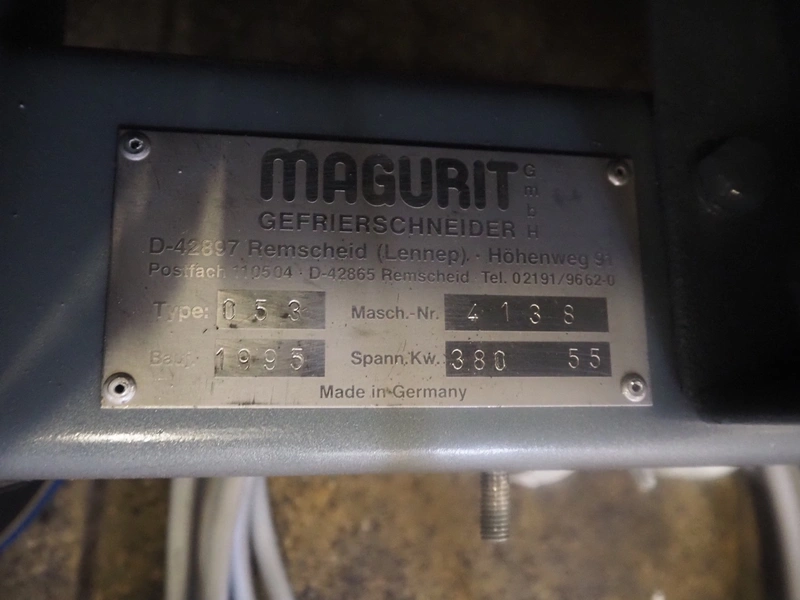 MAGURIT GmbH
GEFRIERSCHNEIDER
D-42897 Remscheid (Lennep) · Höhenweg 91
Postfach 110504 · D-42865 Remscheid Tel. 02191/9662-0
Type: 053 Masch.-Nr. 4138
Bauj.: 1995 Spann. Kw.: 380 55
Made in Germany